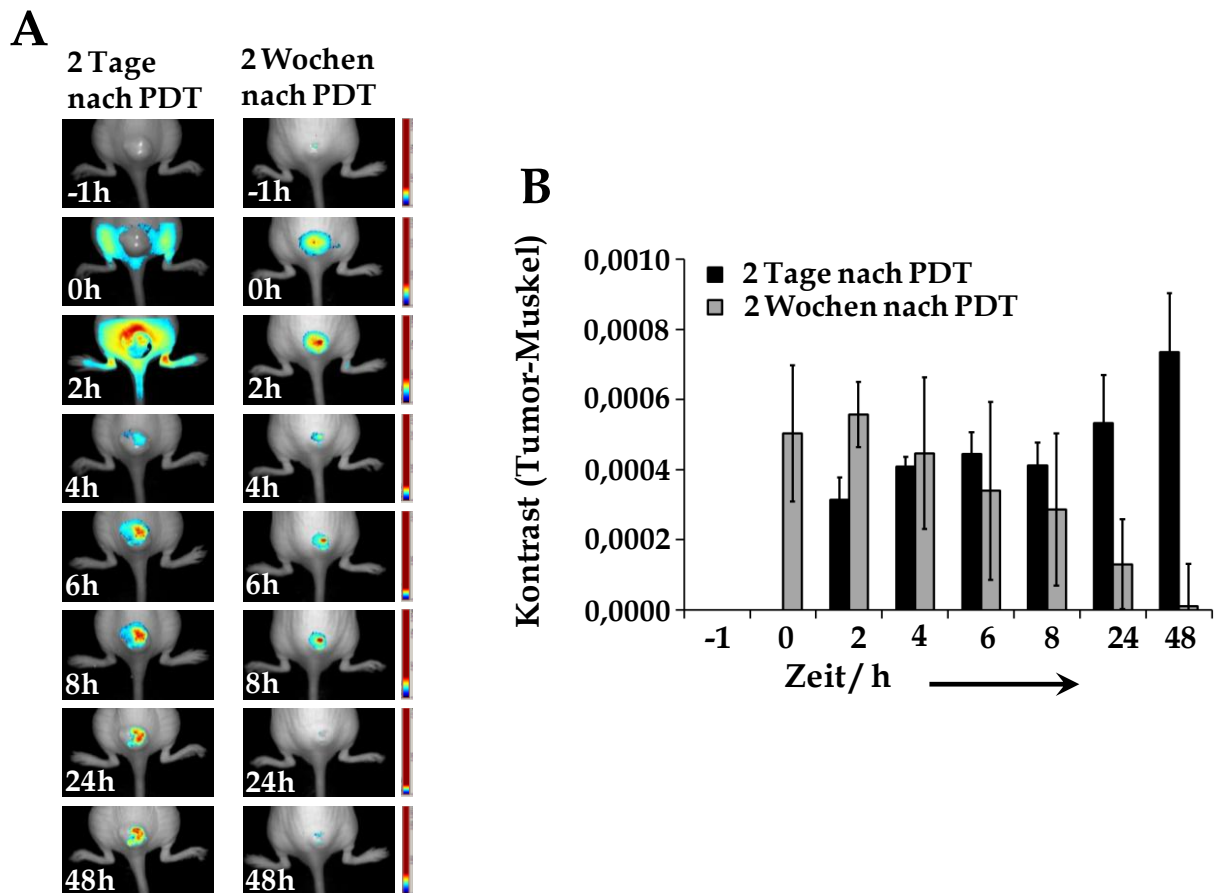 A
2 Tage
nach PDT
2 Wochen
nach PDT
-1h
-1h
0h
0h
2h
2h
4h
4h
6h
6h
8h
8h
24h
24h
48h
48h
B
Kontrast (Tumor-Muskel)
0,0010
0,0008
0,0006
0,0004
0,0002
0,0000
2 Tage nach PDT
2 Wochen nach PDT
-1 0 2 4 6 8 24 48
Zeit/ h